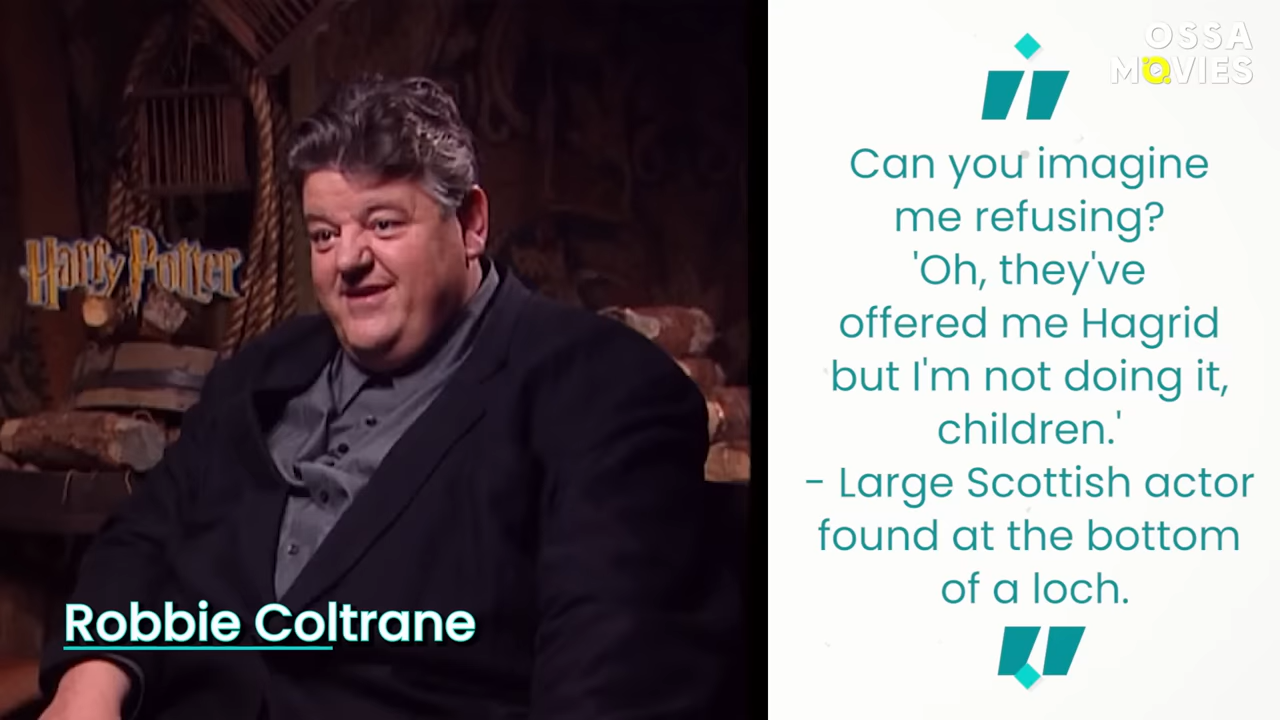 Harry Potter
Robbie Coltrane
OSSA
MOVIES
Can you imagine
me refusing?
'Oh, they've
offered me Hagrid
but I'm not doing it,
children.'
- Large Scottish actor
found at the bottom
of a loch.